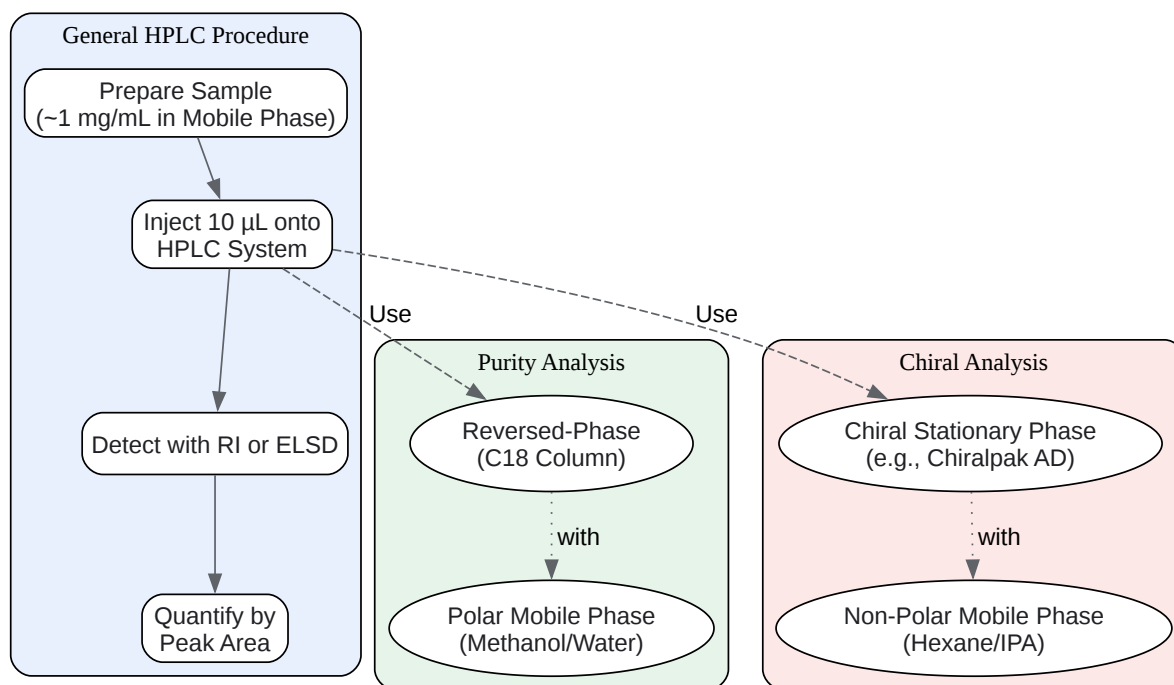 General HPLC Procedure
Prepare Sample
(~1 mg/mL in Mobile Phase)
Inject 10 µL onto
HPLC System
Use
Use
Detect with RI or ELSD
Quantify by
Peak Area
Purity Analysis
Reversed-Phase
(C18 Column)
with
Polar Mobile Phase
(Methanol/Water)
Chiral Analysis
Chiral Stationary Phase
(e.g., Chiralpak AD)
with
Non-Polar Mobile Phase
(Hexane/IPA)